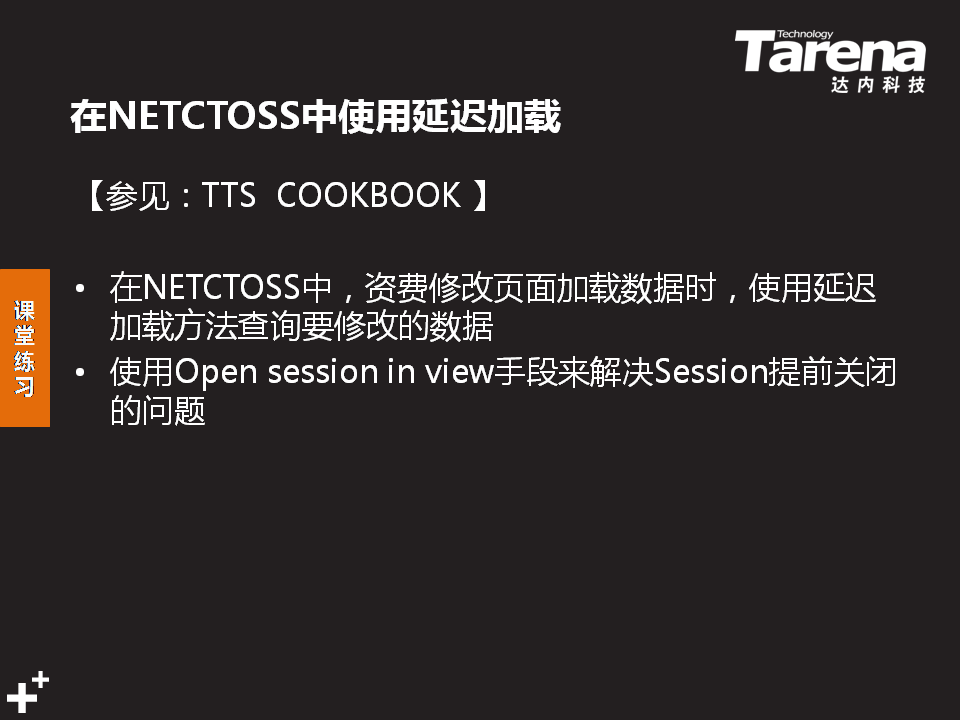 Technology
Tarena
达内科技
在NETCTOSS中使用延迟加载
【参见：TTS  COOKBOOK 】
• 在NETCTOSS中，资费修改页面加载数据时，使用延迟
加载方法查询要修改的数据
• 使用Open session in view手段来解决Session提前关闭
的问题
课
堂
练
习